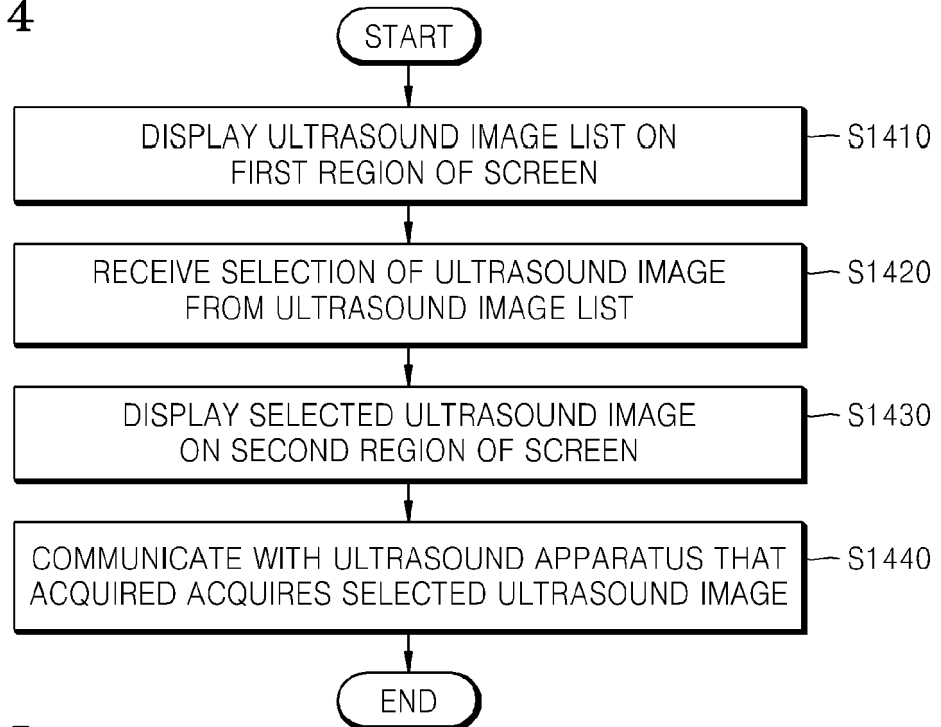 4
START
DISPLAY ULTRASOUND IMAGE LIST ON
FIRST REGION OF SCREEN
S1410
RECEIVE SELECTION OF ULTRASOUND IMAGE
FROM ULTRASOUND IMAGE LIST
S1420
DISPLAY SELECTED ULTRASOUND IMAGE
ON SECOND REGION OF SCREEN
S1430
COMMUNICATE WITH ULTRASOUND APPARATUS THAT
ACQUIRED ACQUIRES SELECTED ULTRASOUND IMAGE
S1440
END